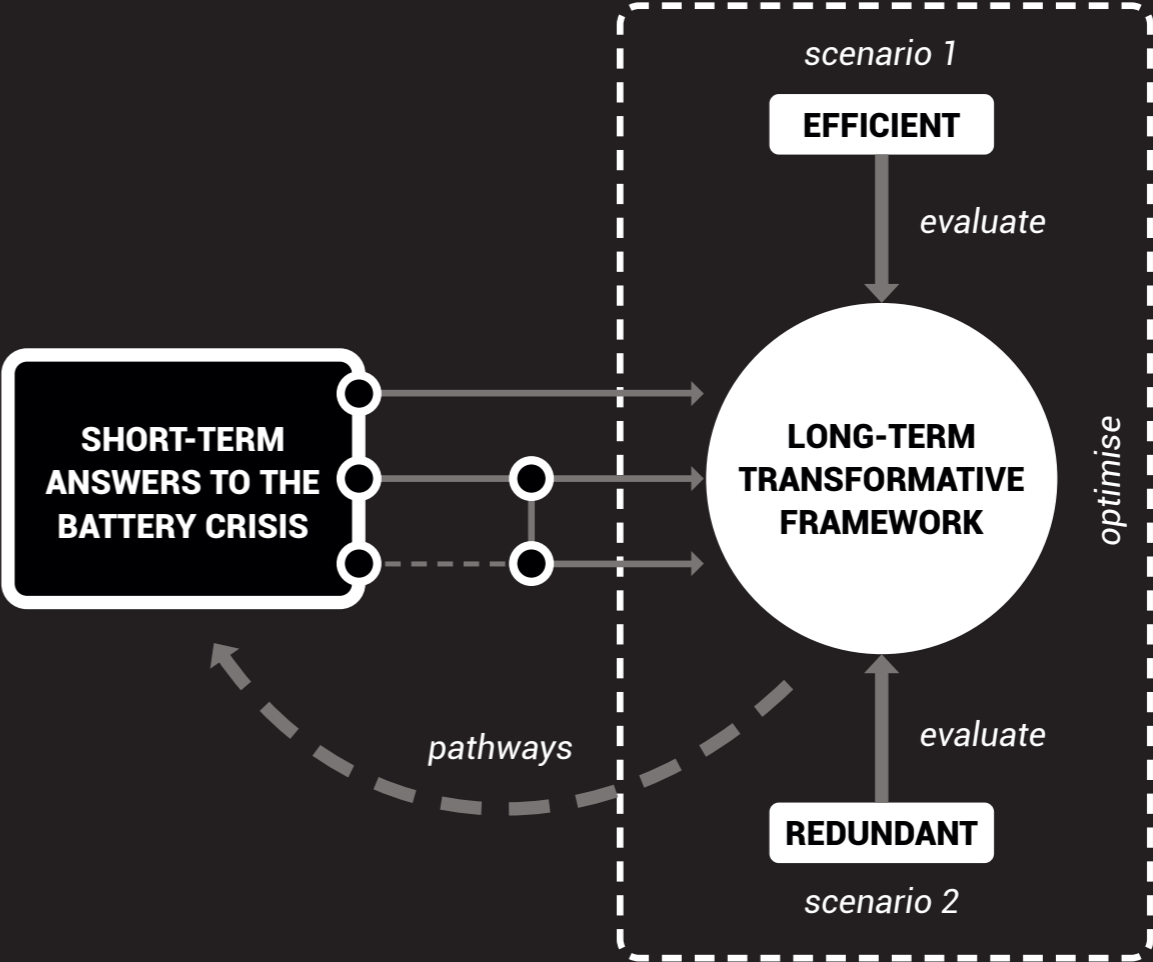 scenario 1
EFFICIENT
evaluate
SHORT-TERM
ANSWERS TO THE
BATTERY CRISIS
LONG-TERM
TRANSFORMATIVE
FRAMEWORK
optimise
pathways
evaluate
REDUNDANT
scenario 2